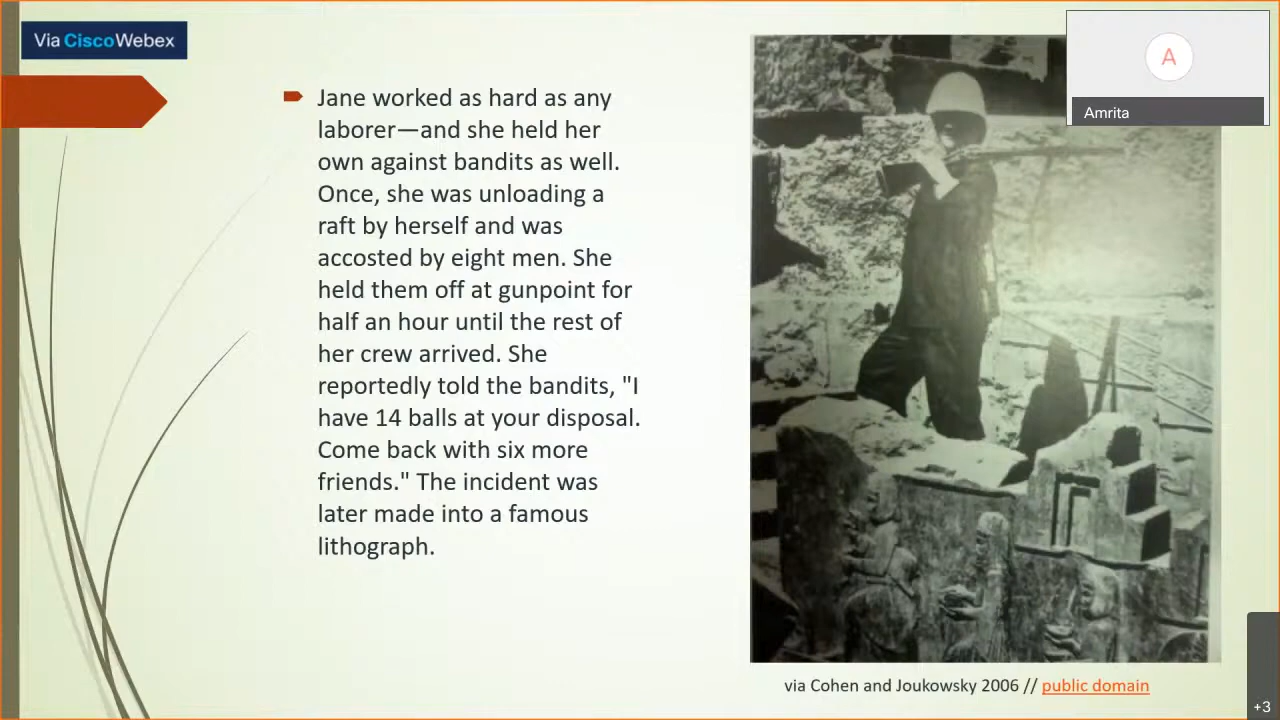 Via CiscoWebex
Jane worked as hard as any
laborer—and she held her
own against bandits as well.
Once, she was unloading a
raft by herself and was
accosted by eight men. She
held them off at gunpoint for
half an hour until the rest of
her crew arrived. She
reportedly told the bandits, "I
have 14 balls at your disposal.
Come back with six more
friends." The incident was
later made into a famous
lithograph.
A
Amrita
via Cohen and Joukowsky 2006 // public domain
+3